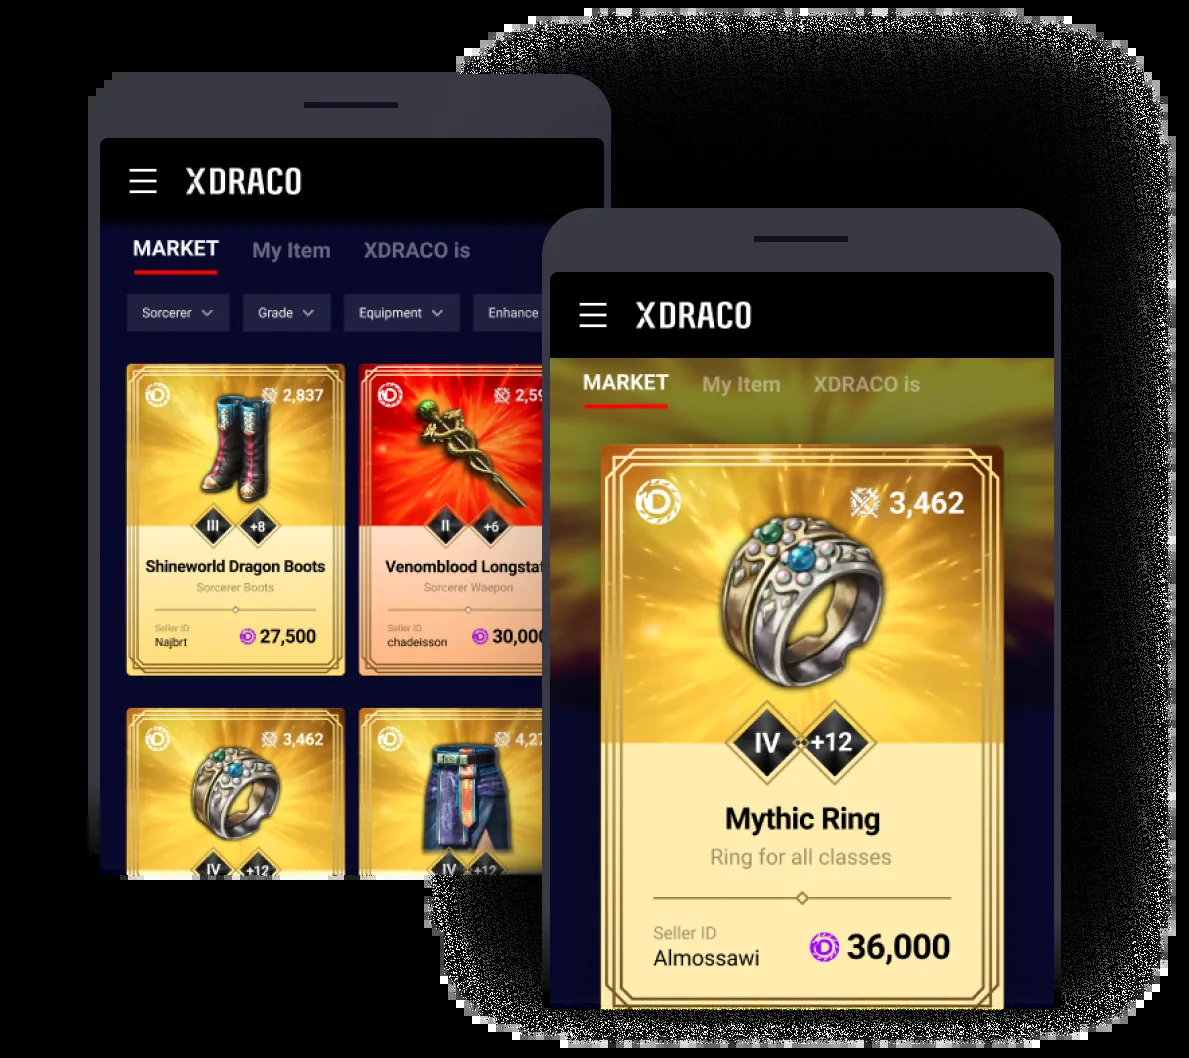 XDRACO
MARKET My Item XDRACO is
Sorcerer Grade Equipment Enhance
2,837
III +8
Shineworld Dragon Boots
Sorcerer Boots
Seller ID
Najbrt 27,500
2,59
II +6
Venomblood Longstaf
Sorcerer Waepon
Seller ID
chadeisson 30,000
3,462
IV +12
4,27
IV +12
XDRACO
MARKET My Item XDRACO is
3,462
IV +12
Mythic Ring
Ring for all classes
Seller ID
Almossawi 36,000